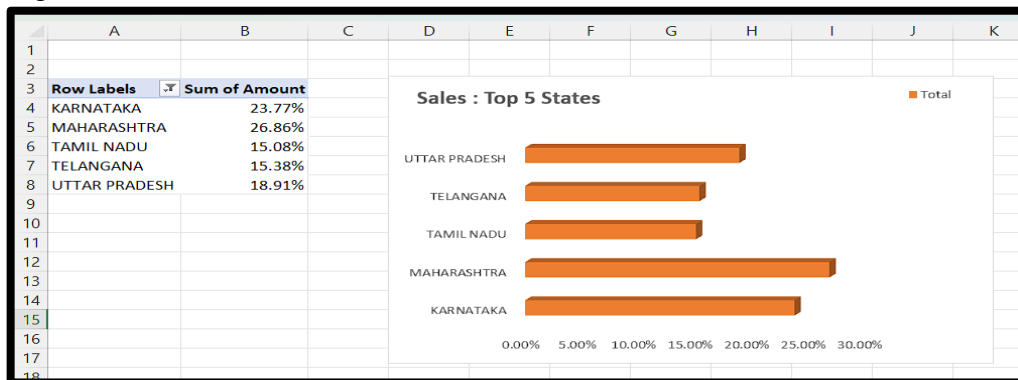 A B C D E F G H I J K
1
2
3 Row Labels Sum of Amount
4 KARNATAKA 23.77%
5 MAHARASHTRA 26.86%
6 TAMIL NADU 15.08%
7 TELANGANA 15.38%
8 UTTAR PRADESH 18.91%
9
10
11
12
13
14
15
16
17
18
Sales : Top 5 States
Total
UTTAR PRADESH
TELANGANA
TAMIL NADU
MAHARASHTRA
KARNATAKA
0.00% 5.00% 10.00% 15.00% 20.00% 25.00% 30.00%